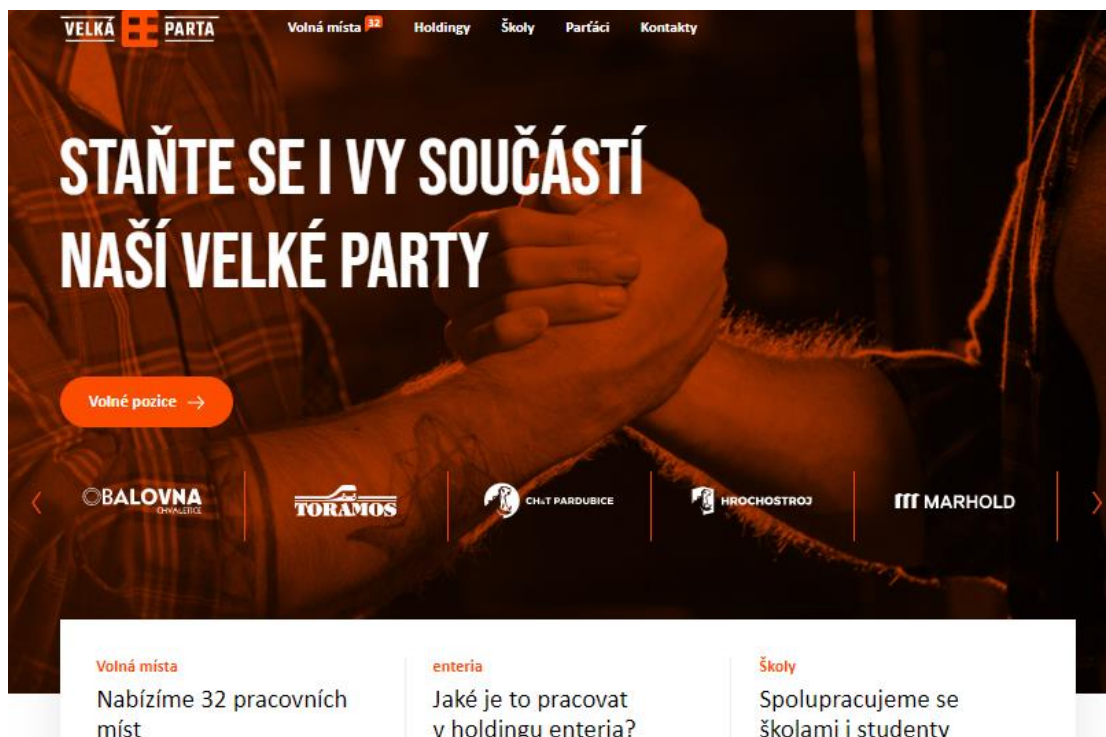 VELKÁ PARTA
Volná místa 32 Holdingy Školy Parťáci Kontakty
STAŇTE SE I VY SOUČÁSTÍ
NAŠÍ VELKÉ PARTY
Volné pozice →
OBALOVNA
CHVALETICE
TORAMOS
CH&T PARDUBICE
HROCHOSTROJ
MARHOLD
Volná místa
Nabízíme 32 pracovních
míst
enteria
Jaké je to pracovat
v holdingu enteria?
Školy
Spolupracujeme se
školami i studenty